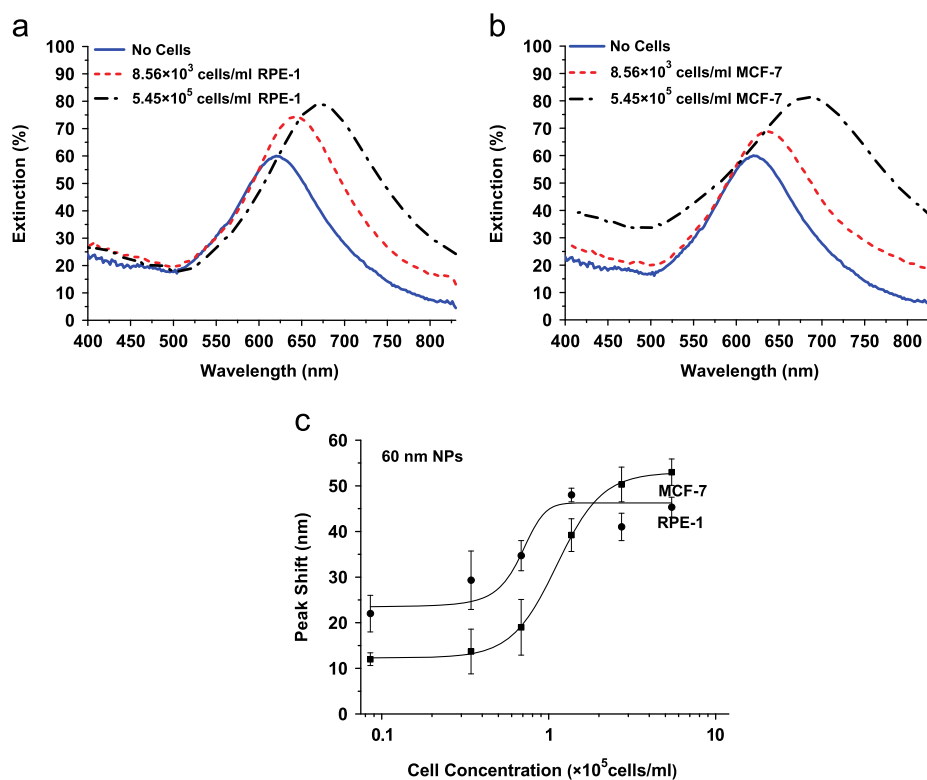 a
100
90
80
70
60
50
40
30
20
10
0
Extinction (%)
No Cells
8.56×10³ cells/ml RPE-1
5.45×10⁵ cells/ml RPE-1
400 450 500 550 600 650 700 750 800
Wavelength (nm)
b
100
90
80
70
60
50
40
30
20
10
0
Extinction (%)
No Cells
8.56×10³ cells/ml MCF-7
5.45×10⁵ cells/ml MCF-7
400 450 500 550 600 650 700 750 800
Wavelength (nm)
c
60
50
40
30
20
10
0
Peak Shift (nm)
60 nm NPs
MCF-7
RPE-1
0.1 1 10
Cell Concentration (×10⁵cells/ml)